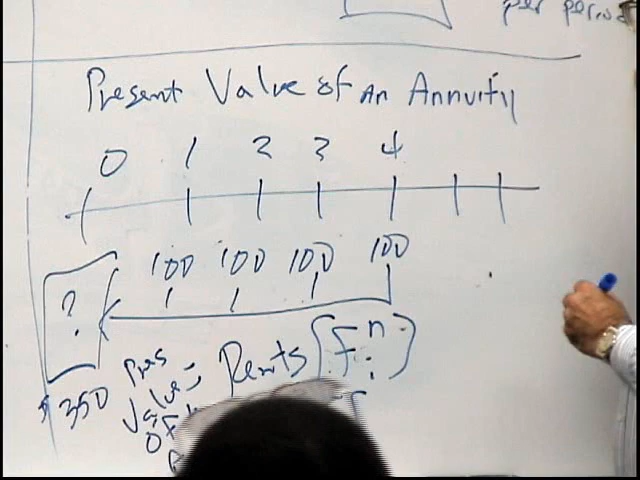 per period
Present Value of An Annuity
0 1 2 3 4
100 100 100 100
?
$350
Pres Value of = Rents (f n i)